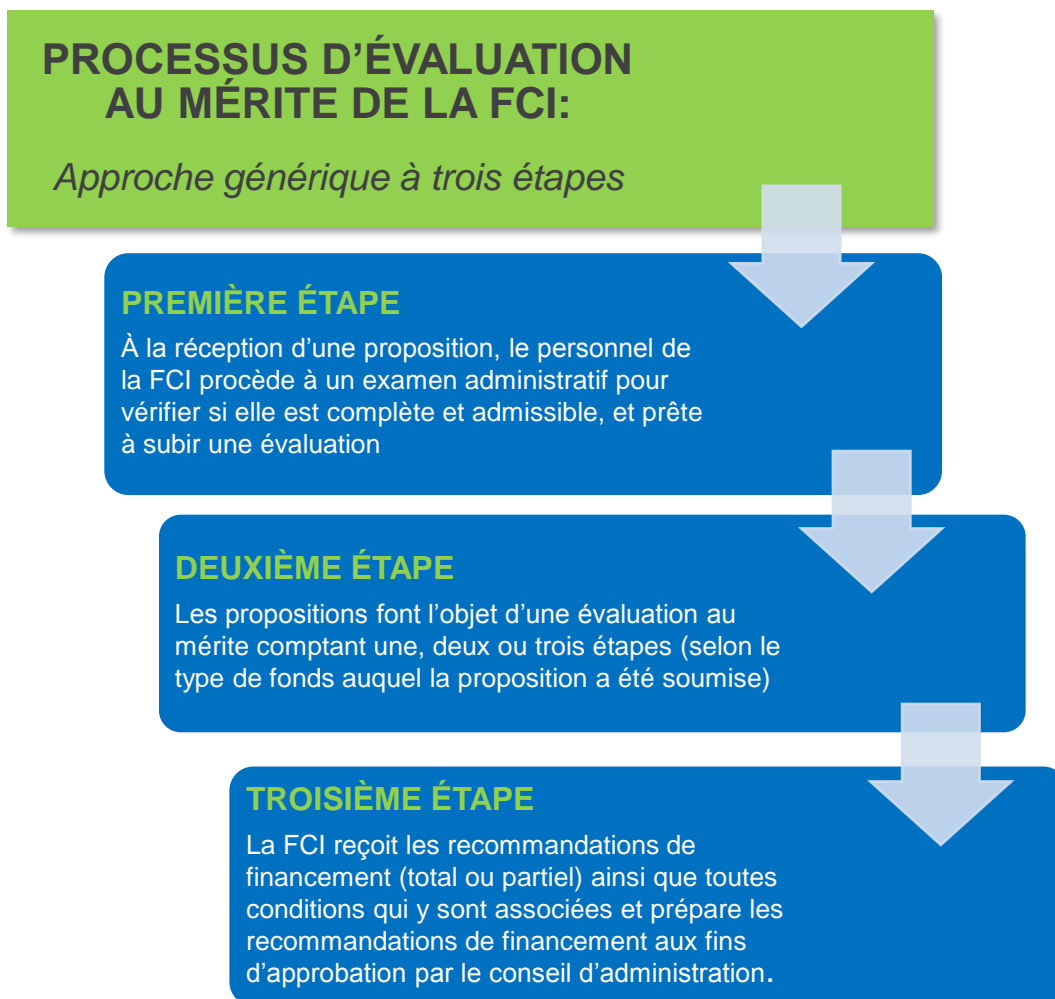 PROCESSUS D'ÉVALUATION
AU MÉRITE DE LA FCI:
Approche générique à trois étapes
PREMIÈRE ÉTAPE
À la réception d'une proposition, le personnel de
la FCI procède à un examen administratif pour
vérifier si elle est complète et admissible, et prête
à subir une évaluation
DEUXIÈME ÉTAPE
Les propositions font l'objet d'une évaluation au
mérite comptant une, deux ou trois étapes (selon le
type de fonds auquel la proposition a été soumise)
TROISIÈME ÉTAPE
La FCI reçoit les recommandations de
financement (total ou partiel) ainsi que toutes
conditions qui y sont associées et prépare les
recommandations de financement aux fins
d'approbation par le conseil d'administration.